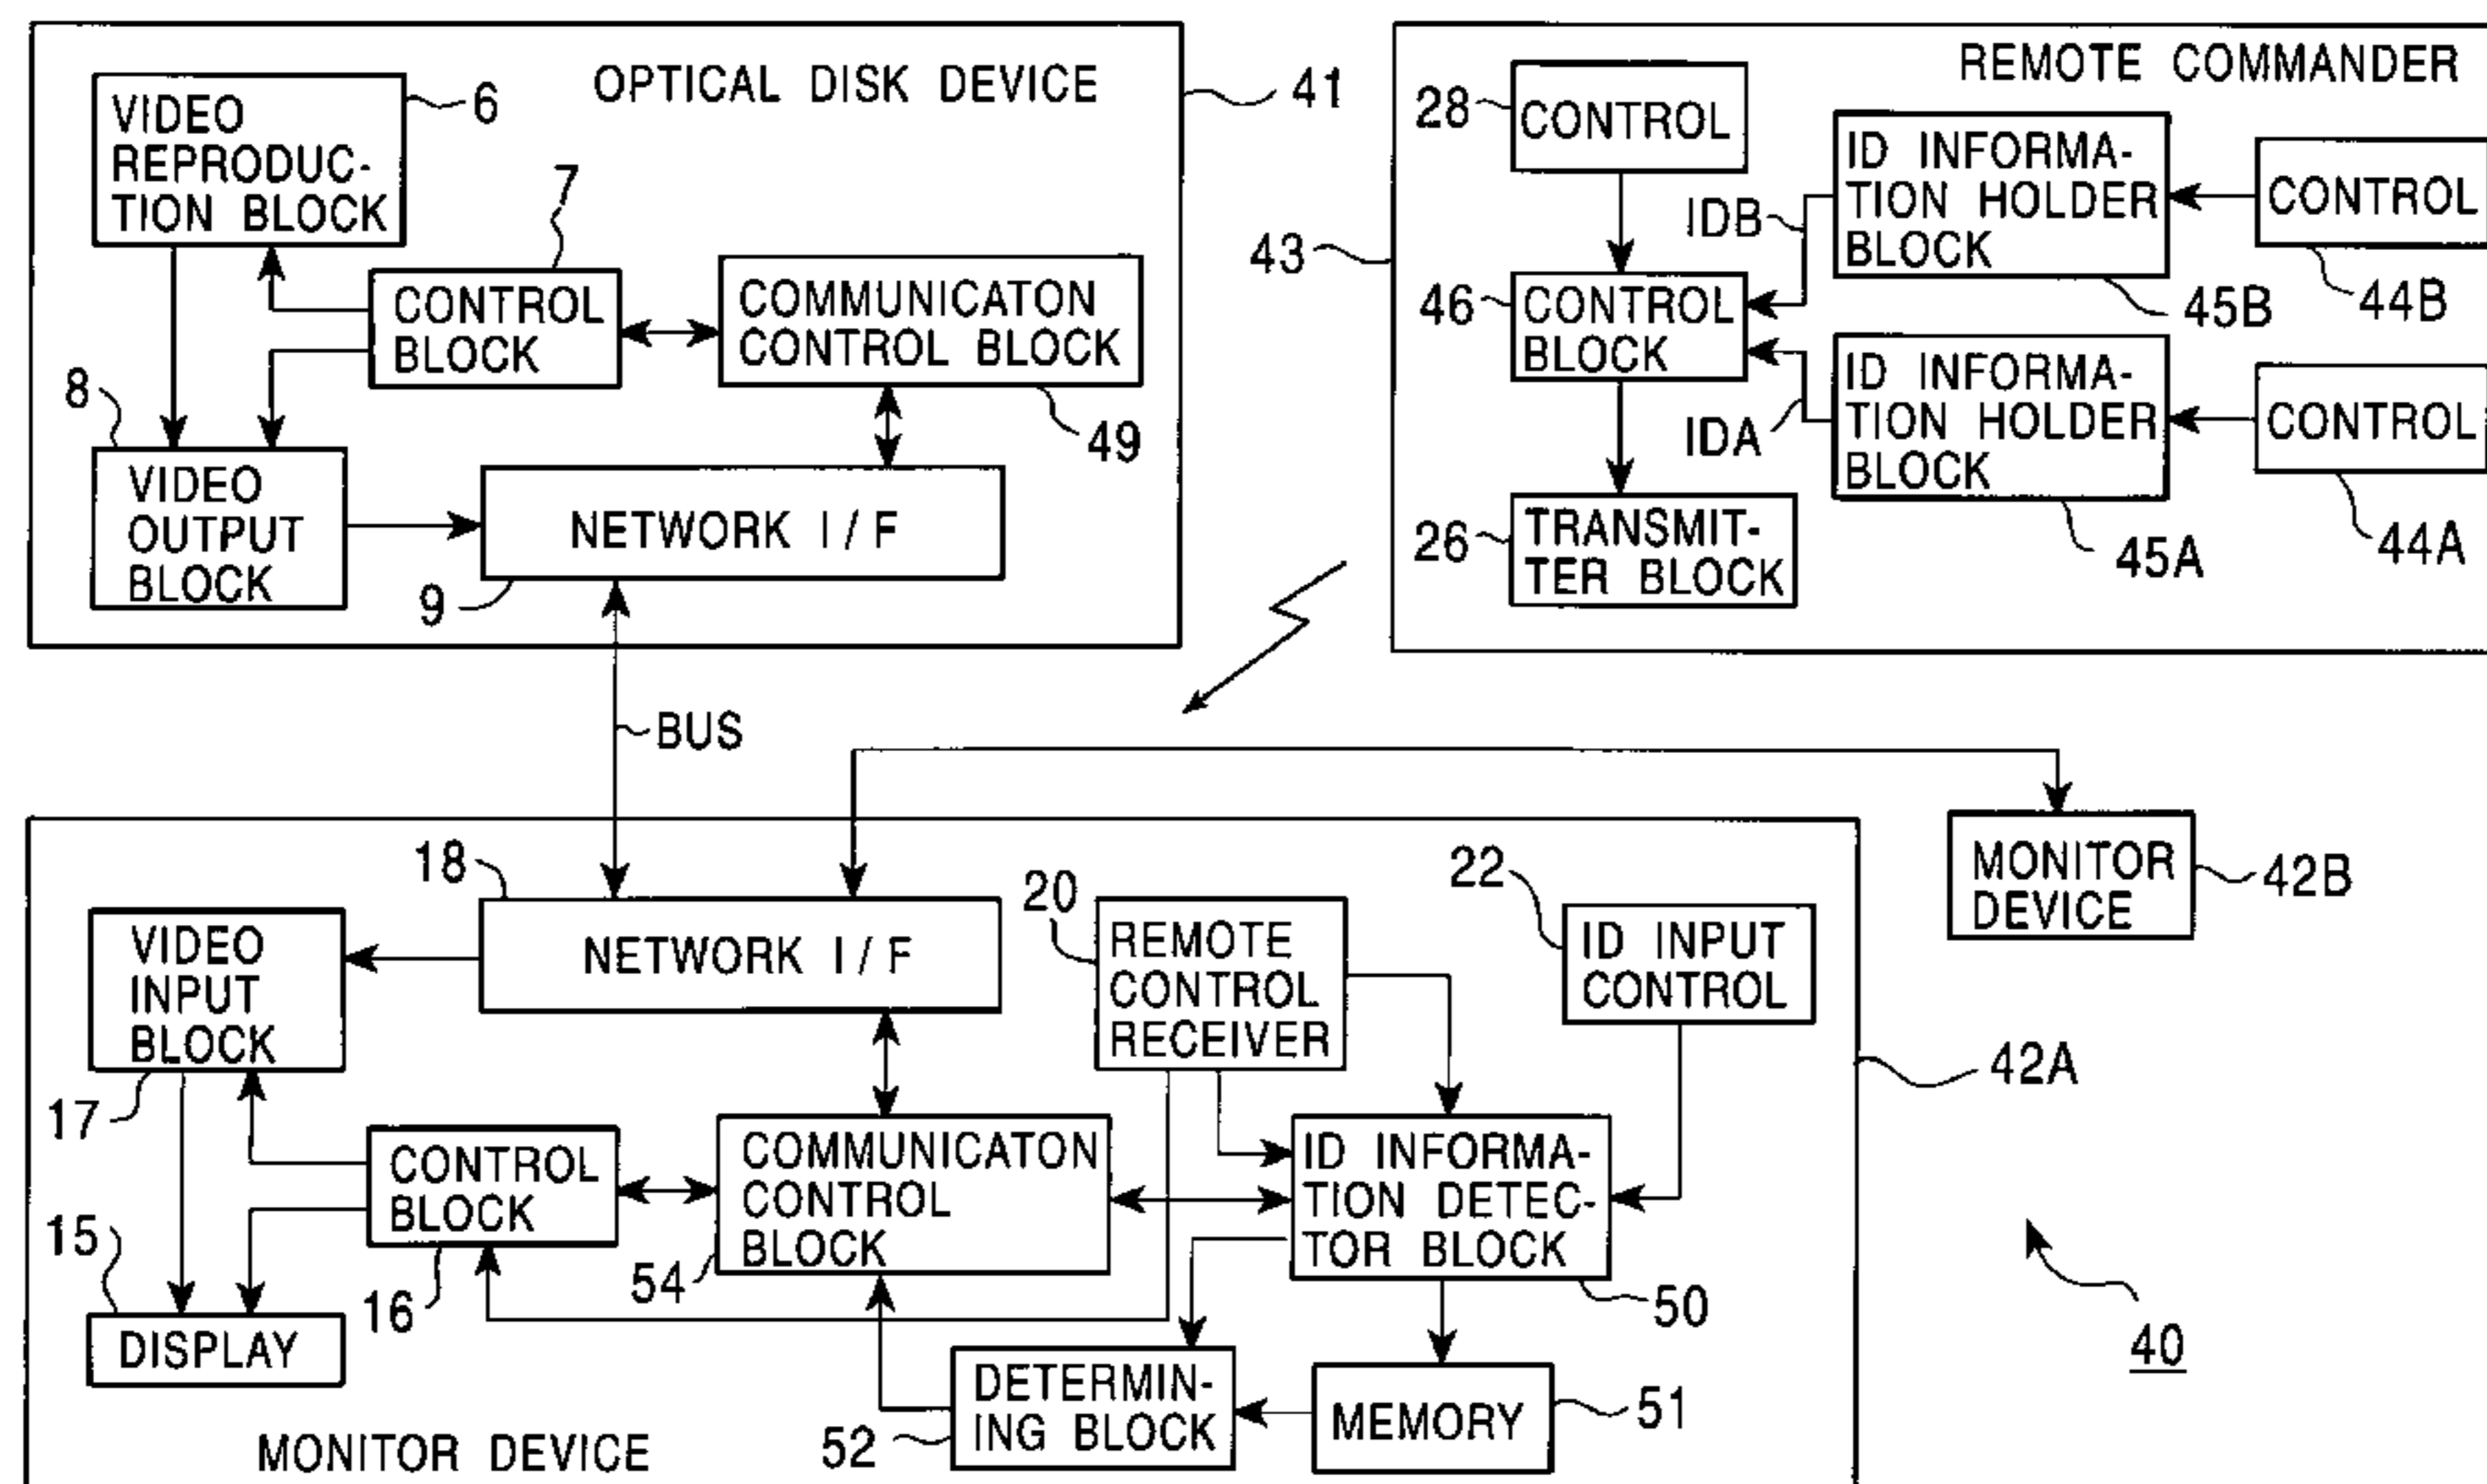 OPTICAL DISK DEVICE
41
VIDEO
REPRODUC-
TION BLOCK
6
7
CONTROL
BLOCK
COMMUNICATON
CONTROL BLOCK
49
8
VIDEO
OUTPUT
BLOCK
NETWORK I/F
9
BUS
REMOTE COMMANDER
43
28
CONTROL
IDB
ID INFORMA-
TION HOLDER
BLOCK
45B
CONTROL
44B
46
CONTROL
BLOCK
IDA
ID INFORMA-
TION HOLDER
BLOCK
45A
CONTROL
44A
26
TRANSMIT-
TER BLOCK
MONITOR
DEVICE
42B
42A
18
NETWORK I/F
VIDEO
INPUT
BLOCK
17
20
REMOTE
CONTROL
RECEIVER
22
ID INPUT
CONTROL
CONTROL
BLOCK
16
COMMUNICATON
CONTROL
BLOCK
54
ID INFORMA-
TION DETEC-
TOR BLOCK
50
15
DISPLAY
DETERMIN-
ING BLOCK
52
MEMORY
51
MONITOR DEVICE
40